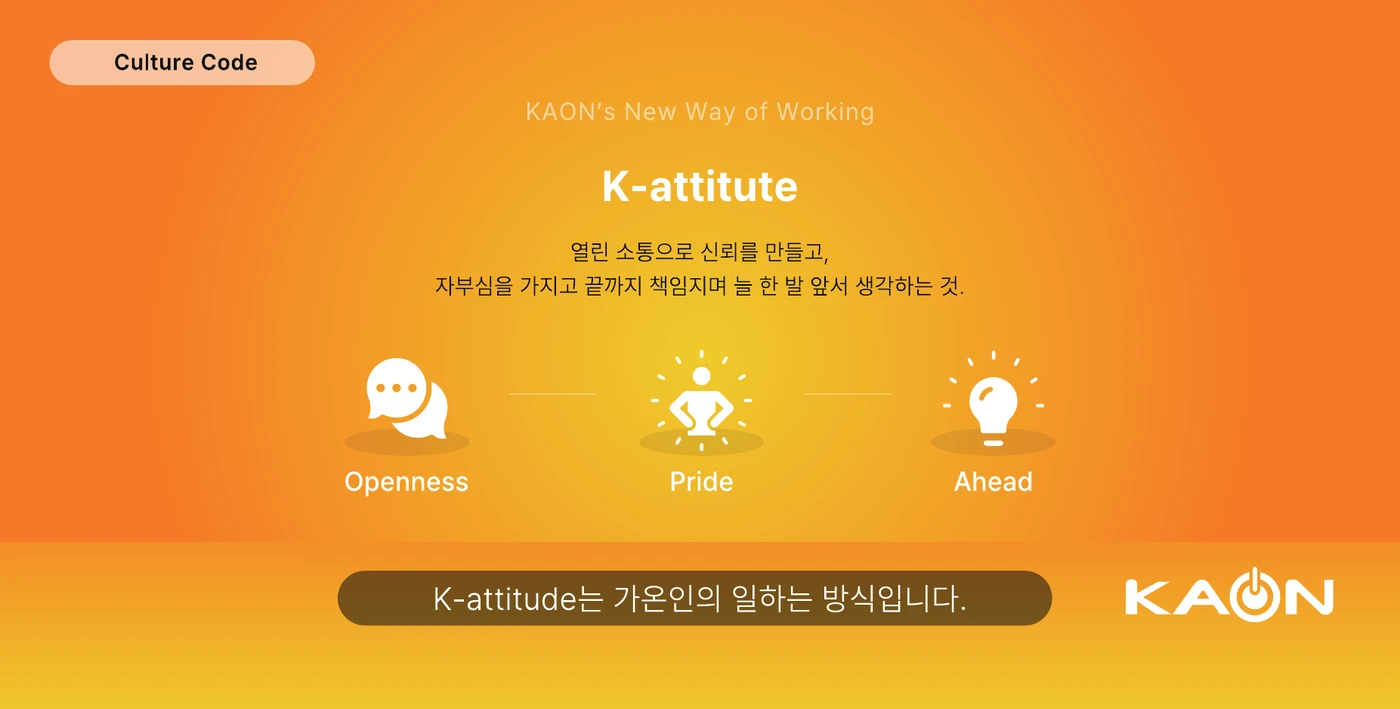 Culture Code
KAON’s New Way of Working
K-attitute
열린 소통으로 신뢰를 만들고,
자부심을 가지고 끝까지 책임지며 늘 한 발 앞서 생각하는 것.
Openness
Pride
Ahead
K-attitude는 가온인의 일하는 방식입니다.
KAON